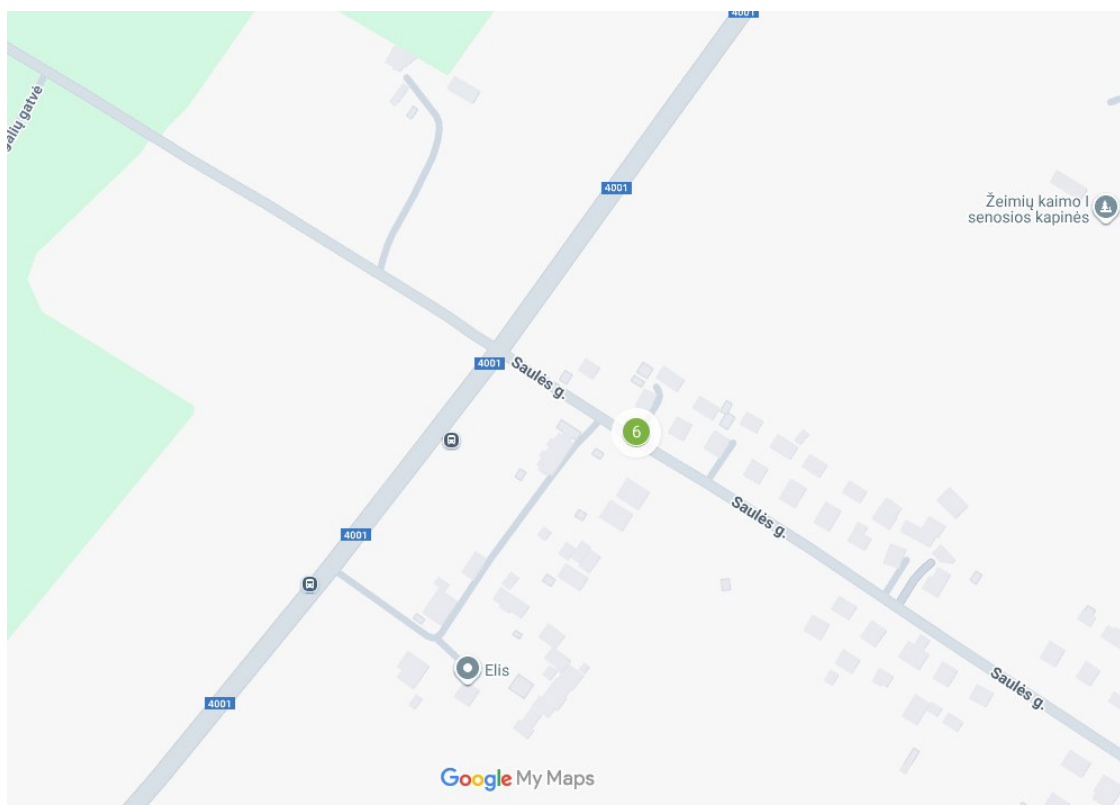 4001
galių gatvė
4001
Žeimių kaimo I
senosios kapinės
4001
Saulės g.
6
Saulės g.
4001
Elis
Saulės g.
4001
Google My Maps